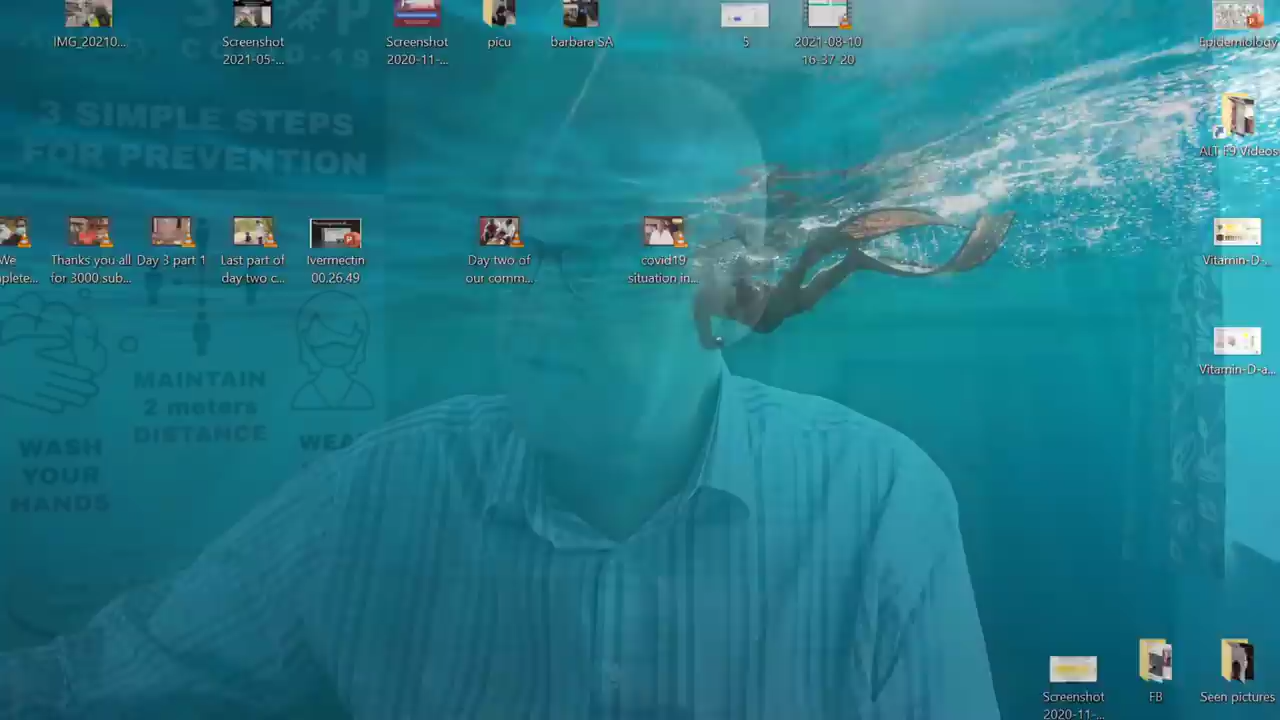 IMG_20210...
Screenshot
2021-05-...
Screenshot
2020-11-...
picu
barbara SA
5
2021-08-10
16-37-20
Epidemiology
3 SIMPLE STEPS
FOR PREVENTION
ALT F9 Videos
We
plete...
Thanks you all
for 3000 sub...
Day 3 part 1
Last part of
day two c...
Ivermectin
00.26.49
Day two of
our comm...
covid19
situation in...
Vitamin-D-...
Vitamin-D-a...
MAINTAIN
2 meters
DISTANCE
WASH
YOUR
HANDS
WEA
Screenshot
2020-11-...
FB
Seen pictures